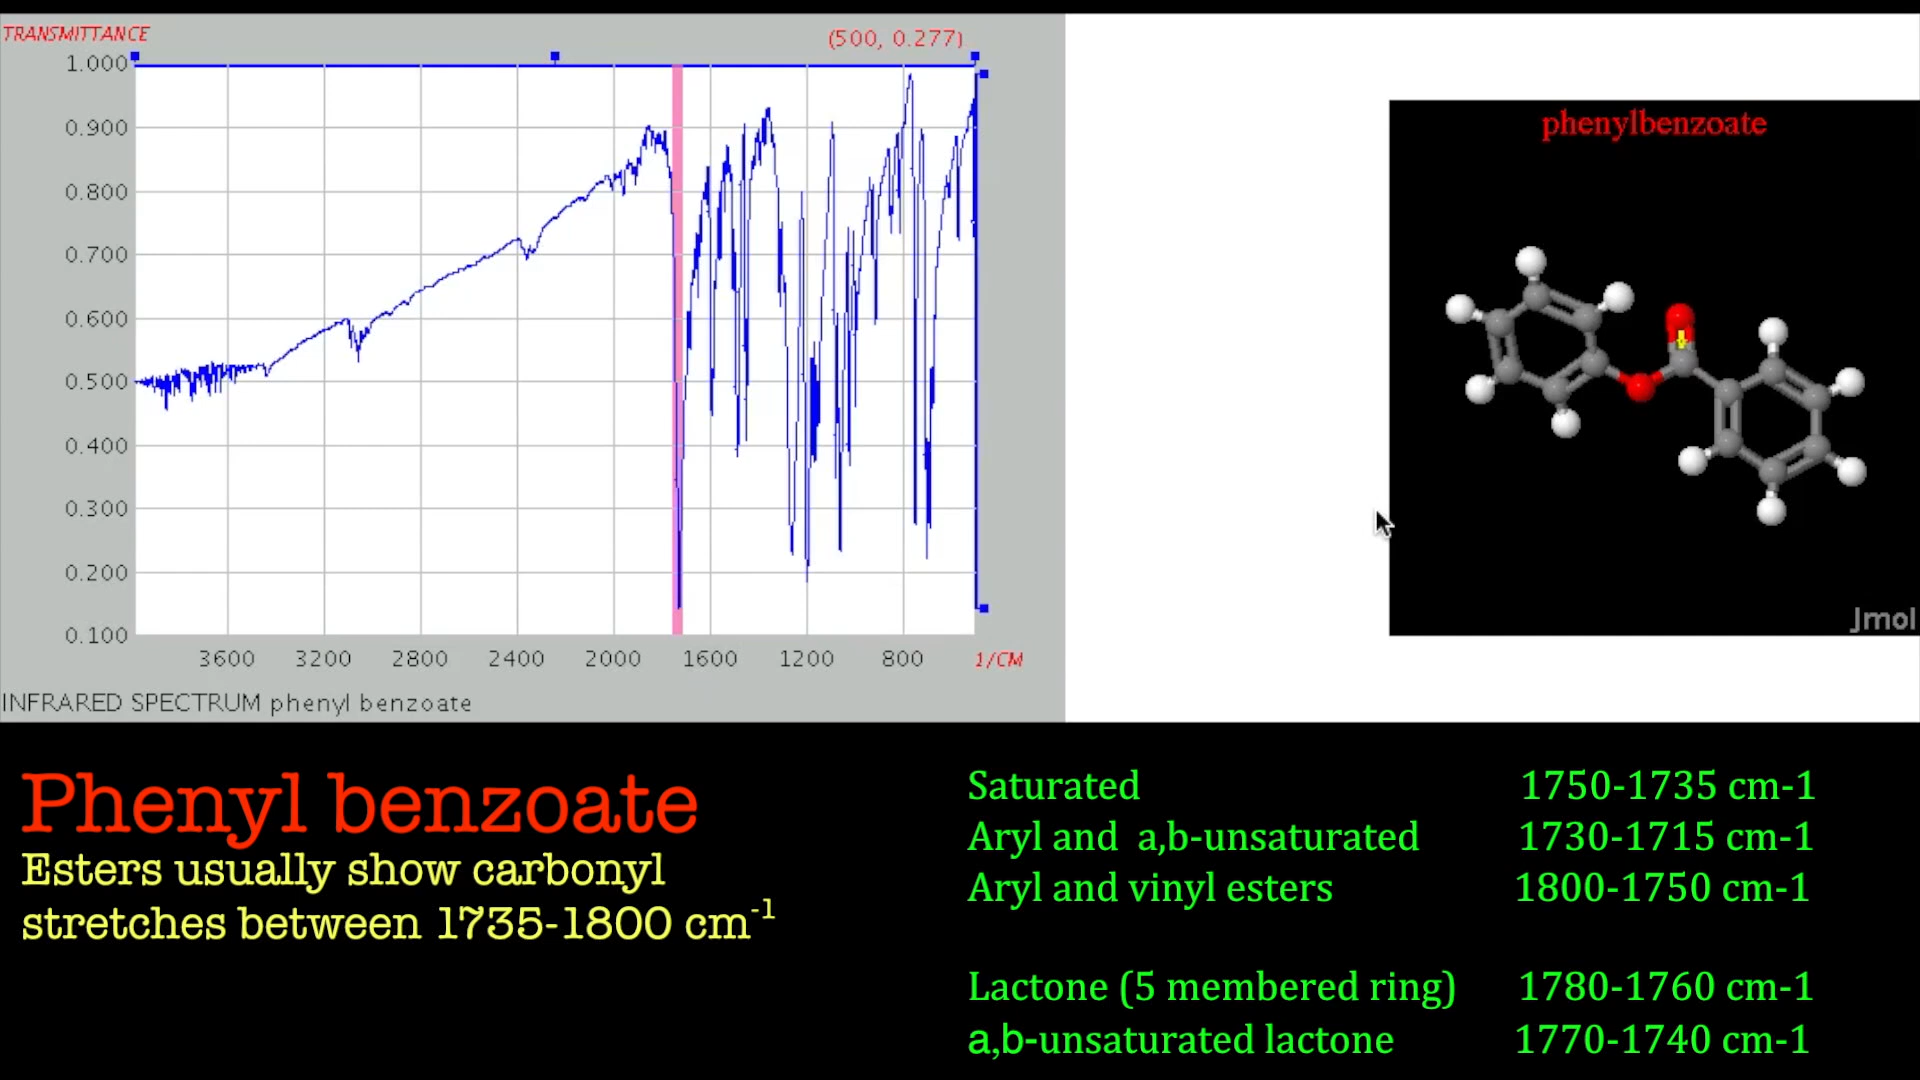 TRANSMITTANCE
(500, 0.277)
1.000
0.900
0.800
0.700
0.600
0.500
0.400
0.300
0.200
0.100
3600 3200 2800 2400 2000 1600 1200 800 1/CM
INFRARED SPECTRUM phenyl benzoate
phenylbenzoate
Jmol
Phenyl benzoate
Esters usually show carbonyl
stretches between 1735-1800 cm-1
Saturated 1750-1735 cm-1
Aryl and a,b-unsaturated 1730-1715 cm-1
Aryl and vinyl esters 1800-1750 cm-1
Lactone (5 membered ring) 1780-1760 cm-1
a,b-unsaturated lactone 1770-1740 cm-1